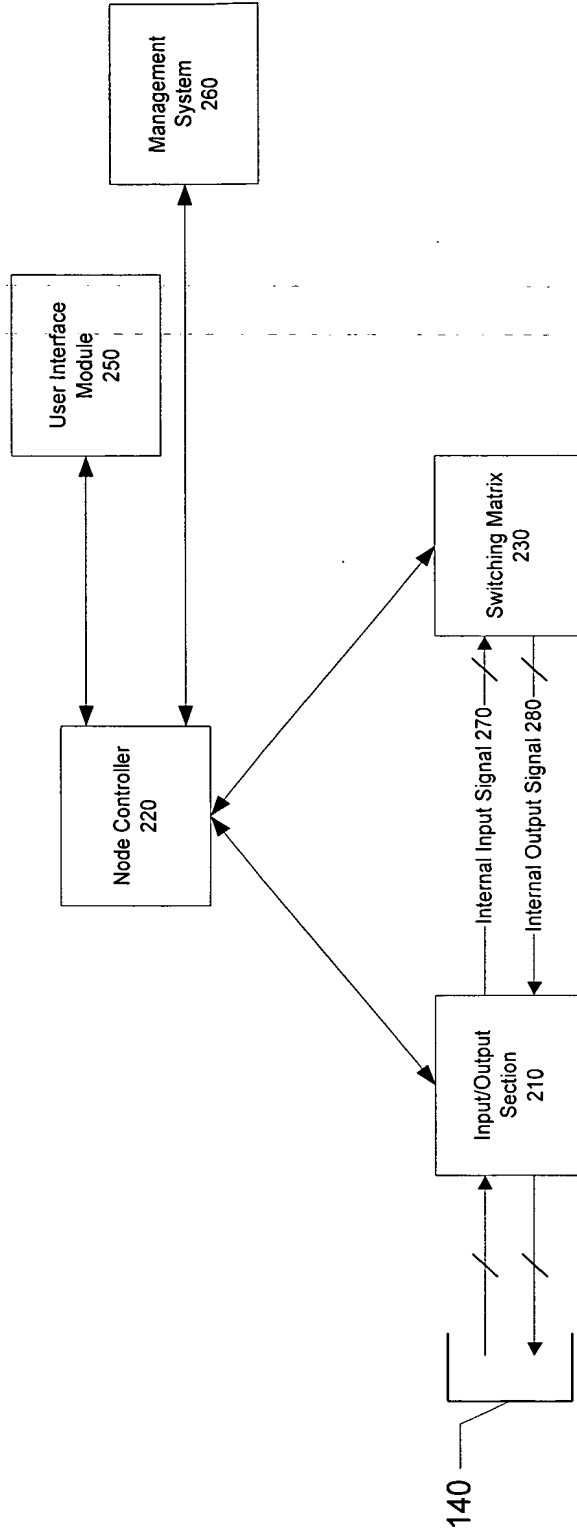 Management
System
260
User Interface
Module
250
Node Controller
220
Switching Matrix
230
Internal Input Signal 270
Internal Output Signal 280
Input/Output
Section
210
140